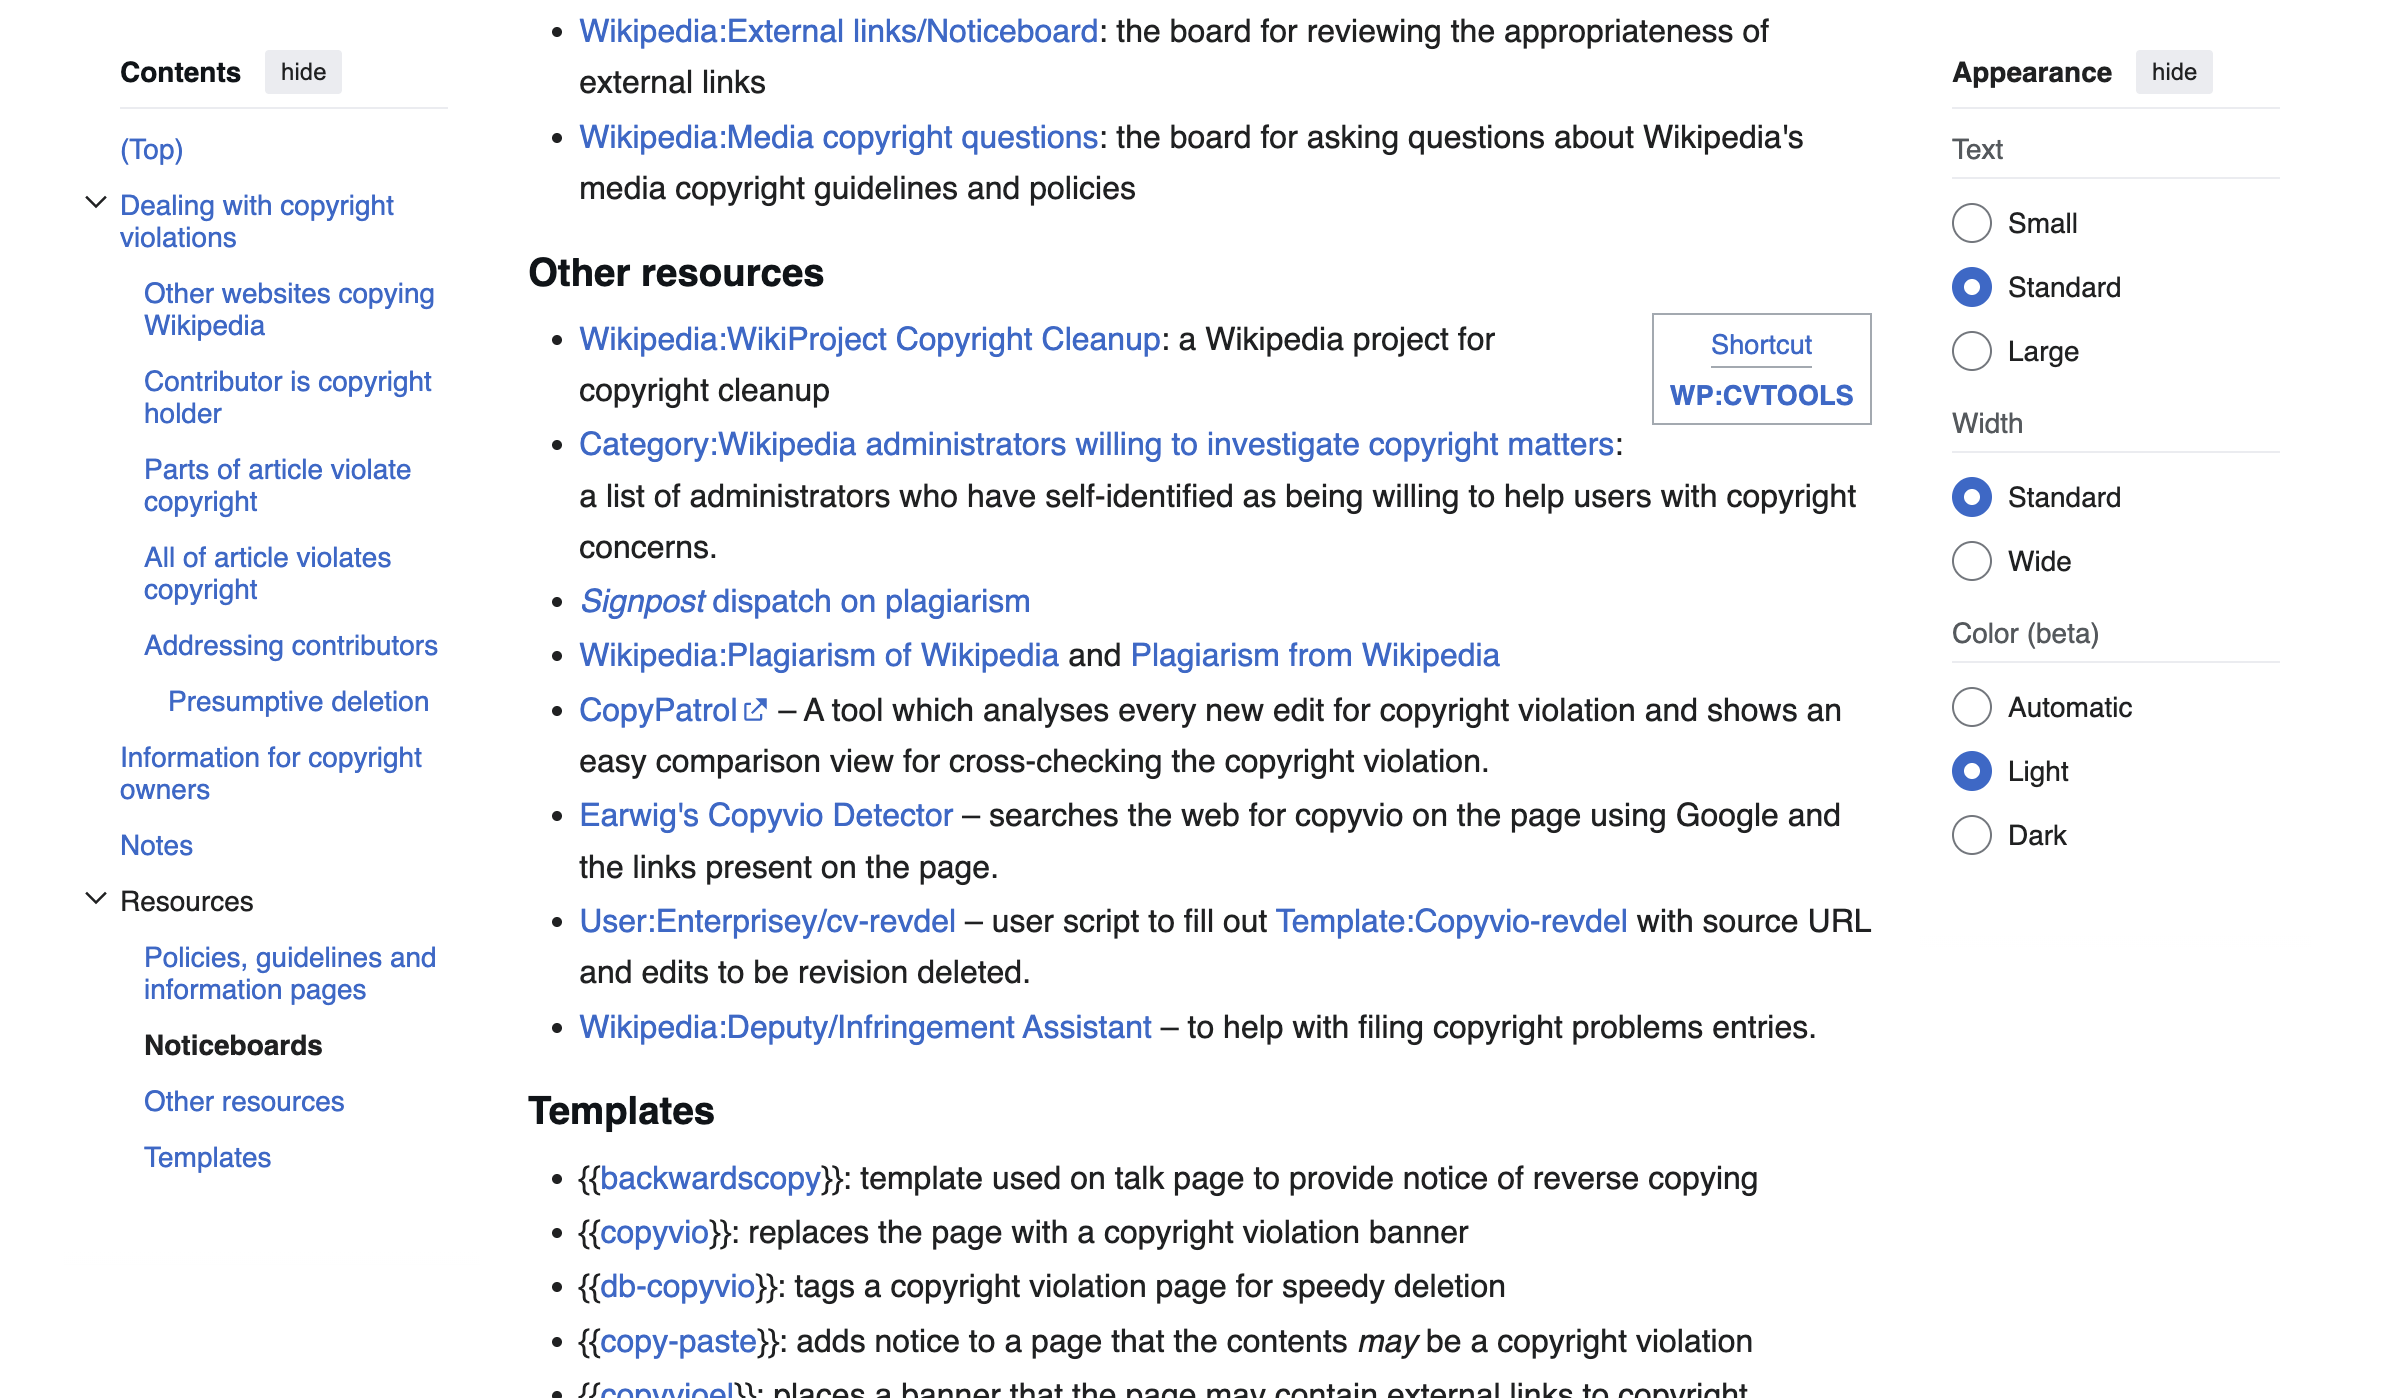 Contents hide
(Top)
Dealing with copyright
violations
Other websites copying
Wikipedia
Contributor is copyright
holder
Parts of article violate
copyright
All of article violates
copyright
Addressing contributors
Presumptive deletion
Information for copyright
owners
Notes
Resources
Policies, guidelines and
information pages
Noticeboards
Other resources
Templates
Wikipedia:External links/Noticeboard: the board for reviewing the appropriateness of
external links
Wikipedia:Media copyright questions: the board for asking questions about Wikipedia's
media copyright guidelines and policies
Other resources
Shortcut
WP:CVTOOLS
Wikipedia:WikiProject Copyright Cleanup: a Wikipedia project for
copyright cleanup
Category:Wikipedia administrators willing to investigate copyright matters:
a list of administrators who have self-identified as being willing to help users with copyright
concerns.
Signpost dispatch on plagiarism
Wikipedia:Plagiarism of Wikipedia and Plagiarism from Wikipedia
CopyPatrol – A tool which analyses every new edit for copyright violation and shows an
easy comparison view for cross-checking the copyright violation.
Earwig's Copyvio Detector – searches the web for copyvio on the page using Google and
the links present on the page.
User:Enterprisey/cv-revdel – user script to fill out Template:Copyvio-revdel with source URL
and edits to be revision deleted.
Wikipedia:Deputy/Infringement Assistant – to help with filing copyright problems entries.
Templates
{{backwardscopy}}: template used on talk page to provide notice of reverse copying
{{copyvio}}: replaces the page with a copyright violation banner
{{db-copyvio}}: tags a copyright violation page for speedy deletion
{{copy-paste}}: adds notice to a page that the contents may be a copyright violation
{{copyvioel}}: places a banner that the page may contain external links to copyright
Appearance hide
Text
Small
Standard
Large
Width
Standard
Wide
Color (beta)
Automatic
Light
Dark